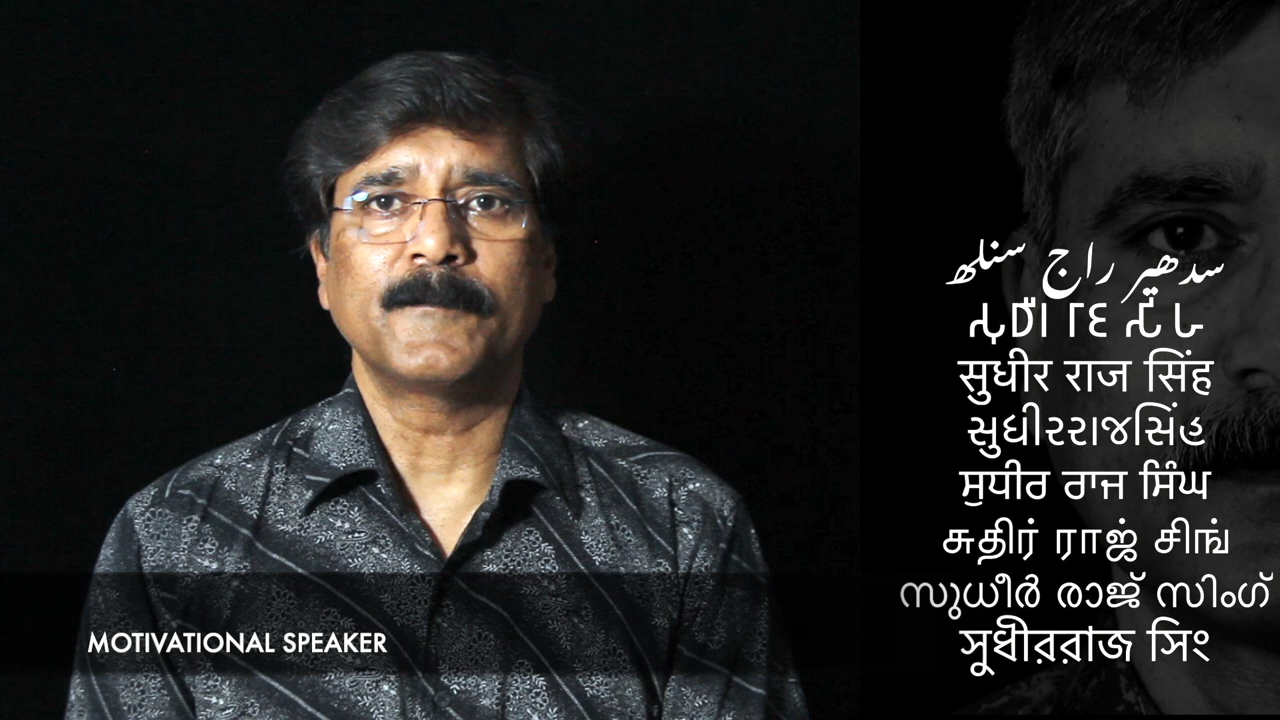 سدھیر راج سنلھ
सुधीर राज सिंह
સુધીરરાજસિંહ
ਸੁਧੀਰ ਰਾਜ ਸਿੰਘ
சுதிர் ராஜ் சிங்
സുധീർ രാജ് സിംഗ്
সুধীররাজ সিং
MOTIVATIONAL SPEAKER